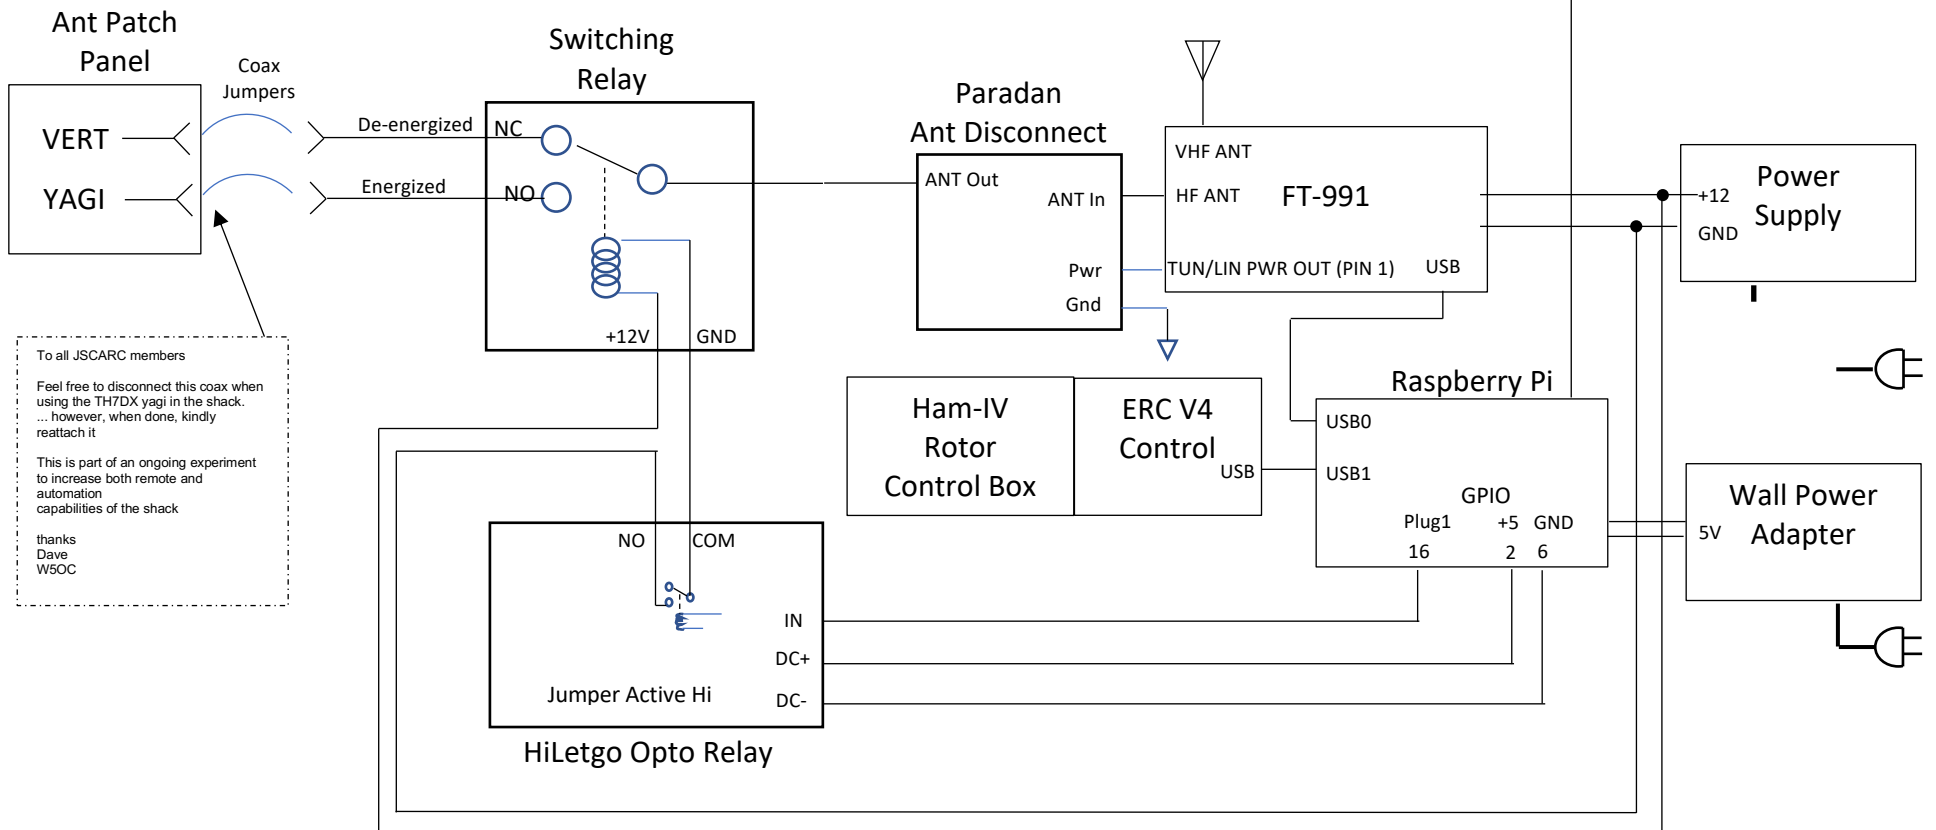 Ant Patch
Panel
VERT
YAGI
Coax
Jumpers
De-energized
Energized
Switching
Relay
NC
NO
+12V
GND
Paradan
Ant Disconnect
ANT Out
ANT In
Pwr
Gnd
VHF ANT
HF ANT
FT-991
TUN/LIN PWR OUT (PIN 1)
USB
Power
Supply
+12
GND
To all JSCARC members
Feel free to disconnect this coax when
using the TH7DX yagi in the shack.
... however, when done, kindly
reattach it
This is part of an ongoing experiment
to increase both remote and
automation
capabilities of the shack
thanks
Dave
W5OC
Ham-IV
Rotor
Control Box
ERC V4
Control
USB
Raspberry Pi
USB0
USB1
GPIO
Plug1
+5
GND
16
2
6
Wall Power
Adapter
5V
NO
COM
IN
DC+
DC-
Jumper Active Hi
HiLetgo Opto Relay